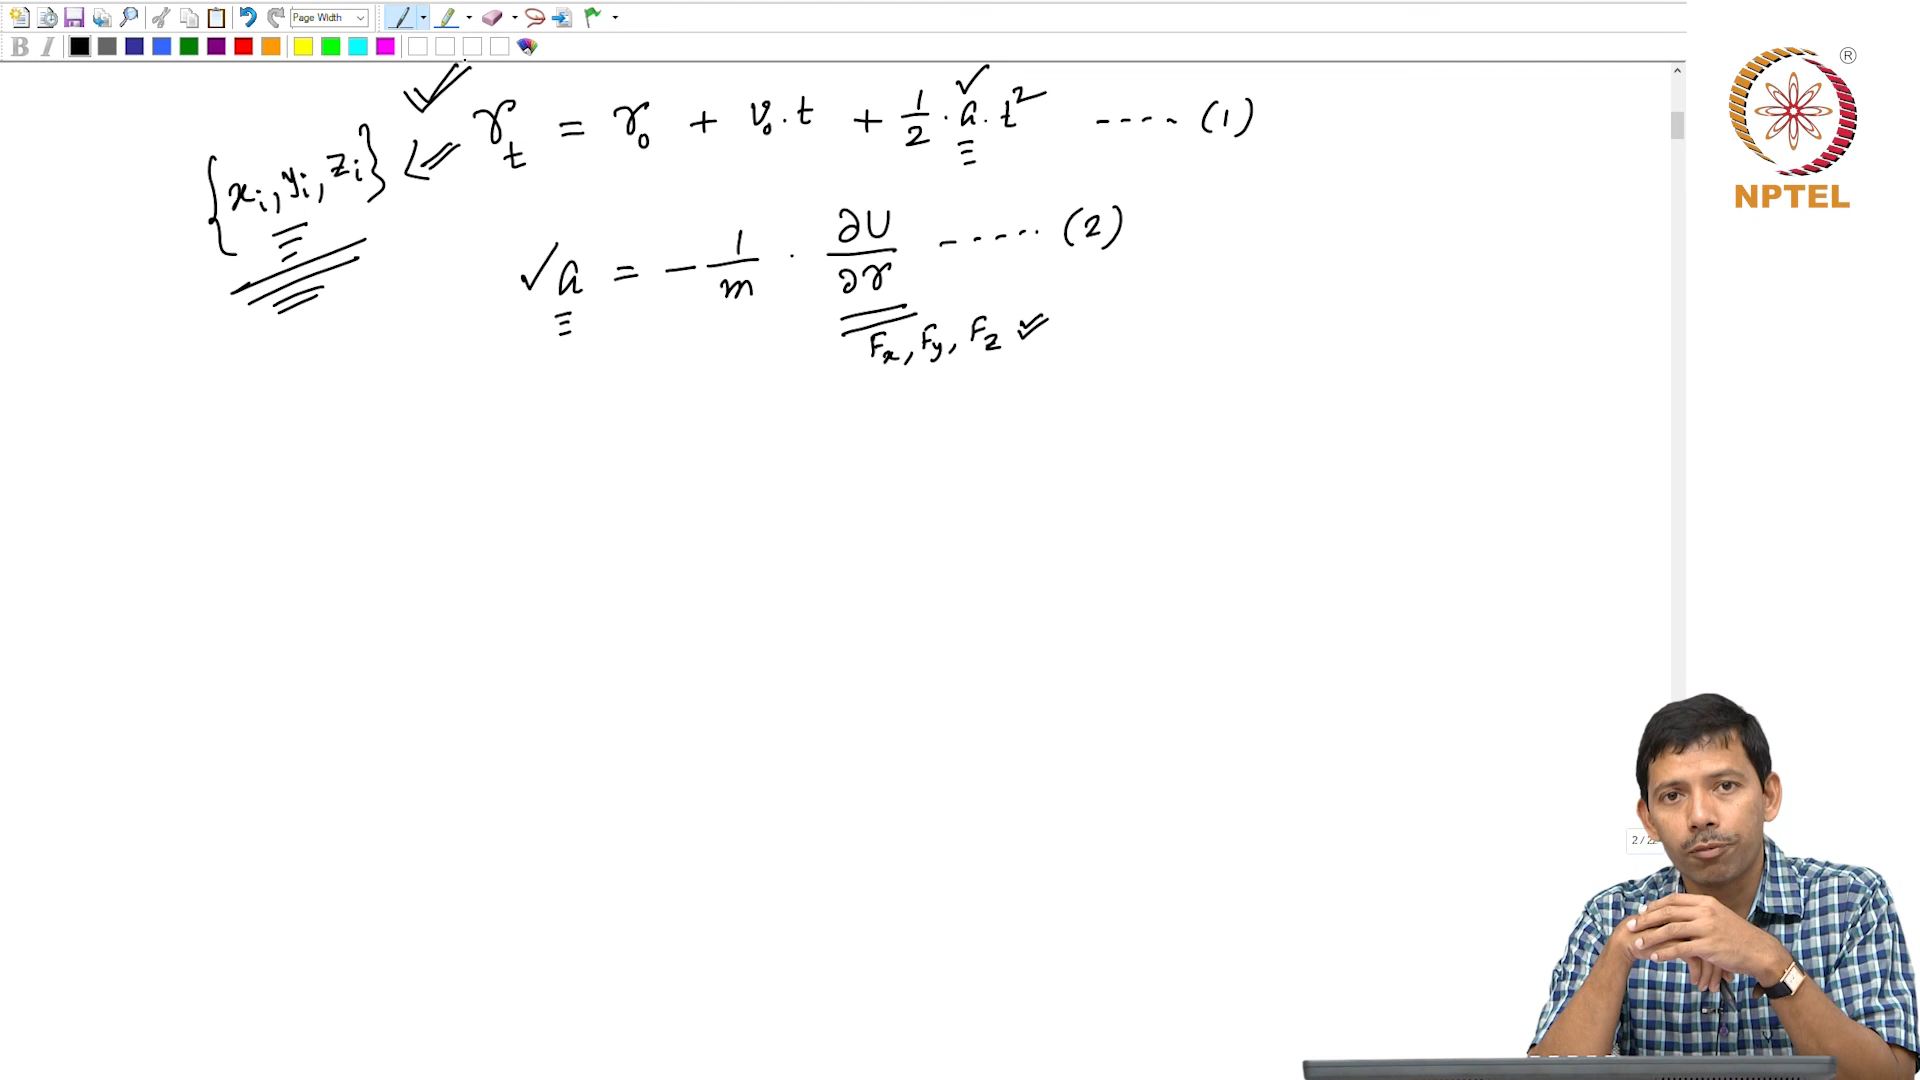 Page Width
B I
r_t = r_0 + v_0 . t + 1/2 . a . t^2 ---- (1)
{x_i, y_i, z_i}
a = - 1/m . ∂U/∂r ----- (2)
F_x, F_y, F_z
®
NPTEL